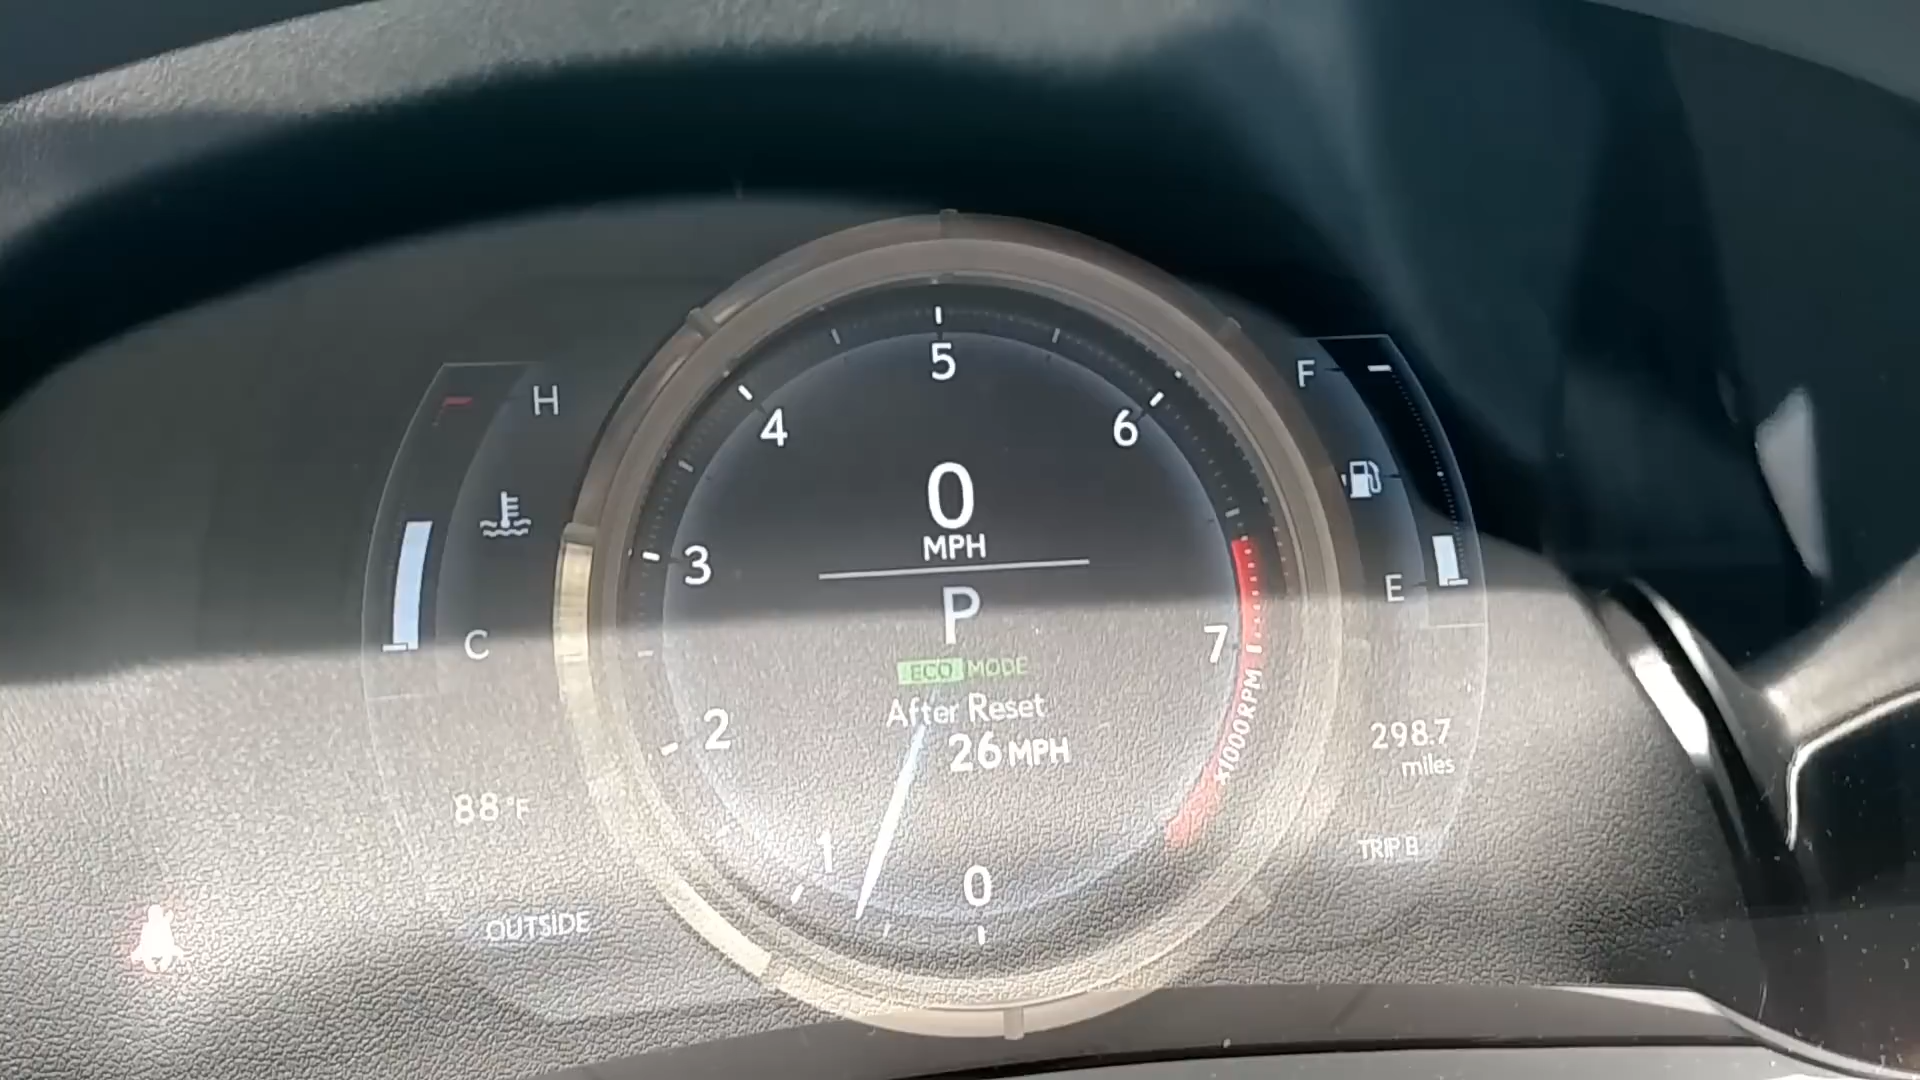 H
C
88°F
OUTSIDE
5
4
6
3
7
2
1
0
x1000RPM
0
MPH
P
ECO MODE
After Reset
26 MPH
F
E
298.7
miles
TRIP B